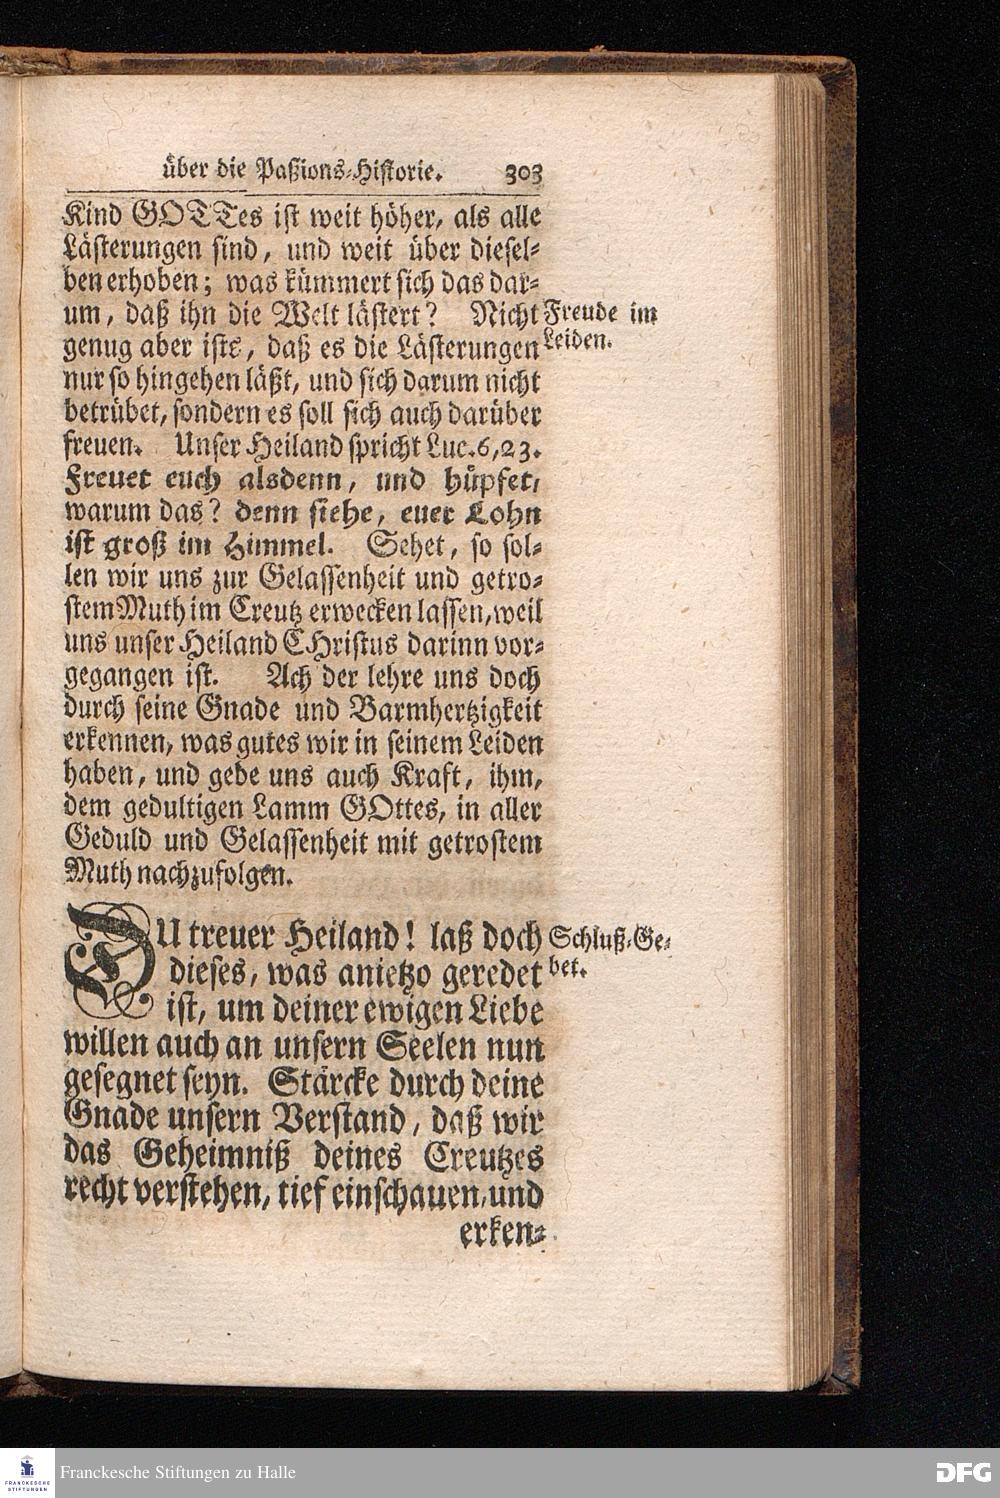 über die Paßions-Historie. 303
Kind GOTTes ist weit höher, als alle
Lästerungen sind, und weit über diesel-
ben erhoben; was kümmert sich das dar-
um, daß ihn die Welt lästert? Nicht
Freude im
Leiden.
genug aber ists, daß es die Lästerungen
nur so hingehen läßt, und sich darum nicht
betrübet, sondern es soll sich auch darüber
freuen. Unser Heiland spricht Luc. 6, 23.
Freuet euch alsdenn, und hüpfet,
warum das? denn siehe, euer Lohn
ist groß im Himmel. Sehet, so sol-
len wir uns zur Gelassenheit und getro-
stem Muth im Creutz erwecken lassen, weil
uns unser Heiland CHristus darinn vor-
gegangen ist. Ach der lehre uns doch
durch seine Gnade und Barmhertzigkeit
erkennen, was gutes wir in seinem Leiden
haben, und gebe uns auch Kraft, ihm,
dem gedultigen Lamm GOttes, in aller
Geduld und Gelassenheit mit getrostem
Muth nachzufolgen.
DU treuer Heiland! laß doch
Schluß-Ge-
bet.
dieses, was anietzo geredet
ist, um deiner ewigen Liebe
willen auch an unsern Seelen nun
gesegnet seyn. Stärcke durch deine
Gnade unsern Verstand, daß wir
das Geheimniß deines Creutzes
recht verstehen, tief einschauen, und
erken-
FRANCKESCHE
STIFTUNGEN
Franckesche Stiftungen zu Halle
DFG